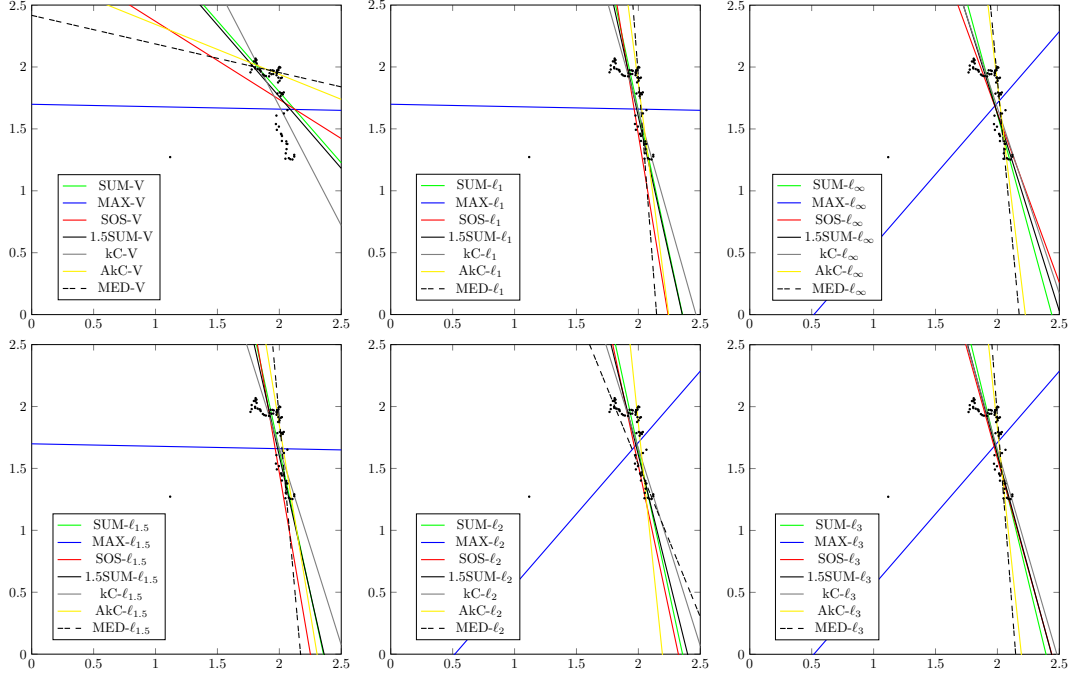 2.5
2
1.5
1
0.5
0
0 0.5 1 1.5 2 2.5
SUM-V
MAX-V
SOS-V
1.5SUM-V
kC-V
AkC-V
MED-V
2.5
2
1.5
1
0.5
0
0 0.5 1 1.5 2 2.5
SUM-ℓ1
MAX-ℓ1
SOS-ℓ1
1.5SUM-ℓ1
kC-ℓ1
AkC-ℓ1
MED-ℓ1
2.5
2
1.5
1
0.5
0
0 0.5 1 1.5 2 2.5
SUM-ℓ∞
MAX-ℓ∞
SOS-ℓ∞
1.5SUM-ℓ∞
kC-ℓ∞
AkC-ℓ∞
MED-ℓ∞
2.5
2
1.5
1
0.5
0
0 0.5 1 1.5 2 2.5
SUM-ℓ1.5
MAX-ℓ1.5
SOS-ℓ1.5
1.5SUM-ℓ1.5
kC-ℓ1.5
AkC-ℓ1.5
MED-ℓ1.5
2.5
2
1.5
1
0.5
0
0 0.5 1 1.5 2 2.5
SUM-ℓ2
MAX-ℓ2
SOS-ℓ2
1.5SUM-ℓ2
kC-ℓ2
AkC-ℓ2
MED-ℓ2
2.5
2
1.5
1
0.5
0
0 0.5 1 1.5 2 2.5
SUM-ℓ3
MAX-ℓ3
SOS-ℓ3
1.5SUM-ℓ3
kC-ℓ3
AkC-ℓ3
MED-ℓ3